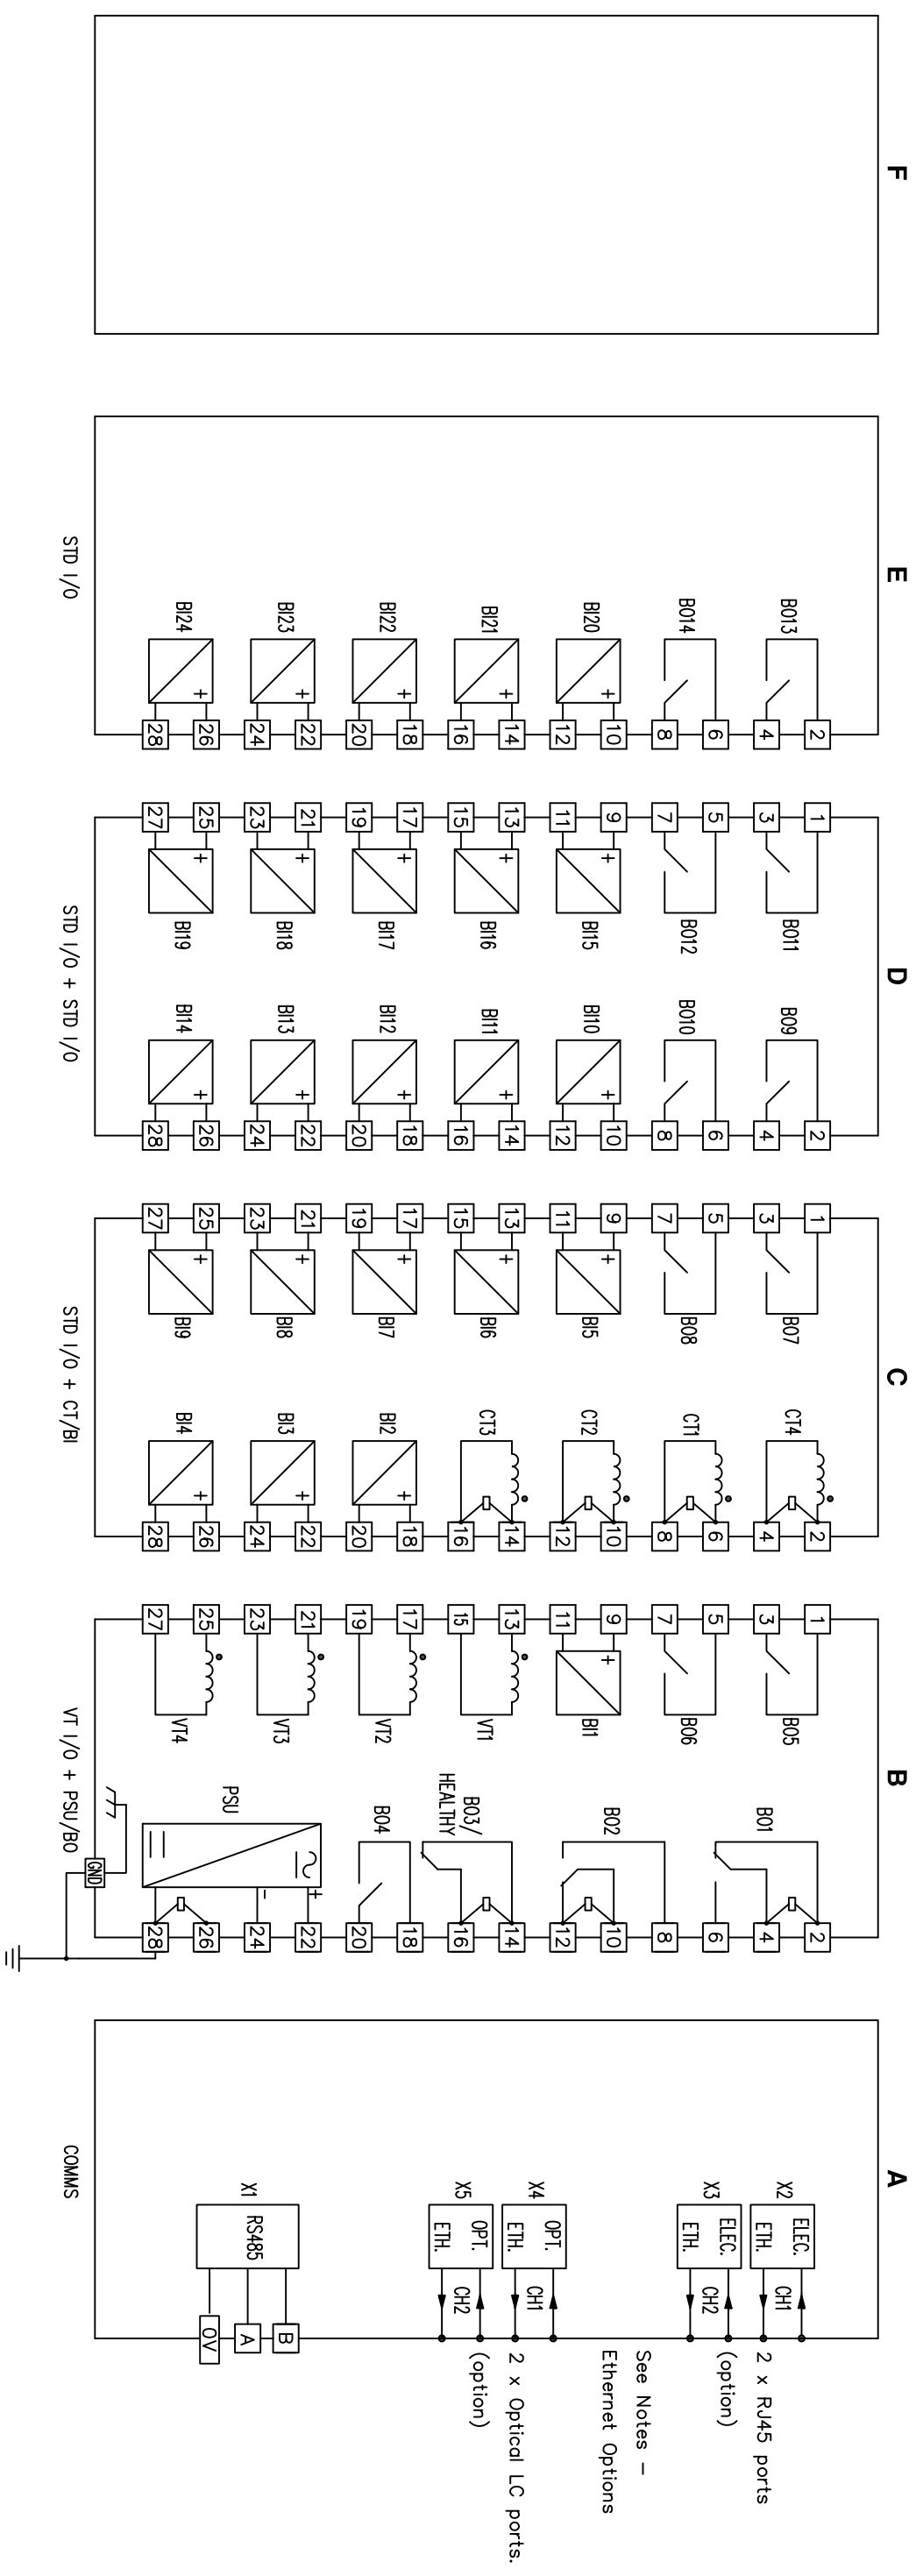 F
E
BO13
BO14
BI20
BI21
BI22
BI23
BI24
+ + + + +
2 4 6 8 10 12 14 16 18 20 22 24 26 28
STD I/O
D
1 3 5 7 9 11 13 15 17 19 21 23 25 27
+ + + + +
BO11
BO12
BI15
BI16
BI17
BI18
BI19
BO9
BO10
BI10
BI11
BI12
BI13
BI14
+ + + + +
2 4 6 8 10 12 14 16 18 20 22 24 26 28
STD I/O + STD I/O
C
1 3 5 7 9 11 13 15 17 19 21 23 25 27
+ + + + +
BO7
BO8
BI5
BI6
BI7
BI8
BI9
CT4
CT1
CT2
CT3
BI2
BI3
BI4
+ + +
2 4 6 8 10 12 14 16 18 20 22 24 26 28
STD I/O + CT/BI
B
1 3 5 7 9 11 13 15 17 19 21 23 25 27
+
BO5
BO6
BI1
VT1
VT2
VT3
VT4
BO1
BO2
BO3/
HEALTHY
BO4
PSU
+ -
2 4 6 8 10 12 14 16 18 20 22 24 26 28
GND
VT I/O + PSU/BO
A
X2
ELEC.
ETH.
CH1
X3
ELEC.
ETH.
CH2
X4
OPT.
ETH.
CH1
X5
OPT.
ETH.
CH2
X1
RS485
B
A
0V
2 x RJ45 ports
(option)
See Notes –
Ethernet Options
2 x Optical LC ports.
(option)
COMMS